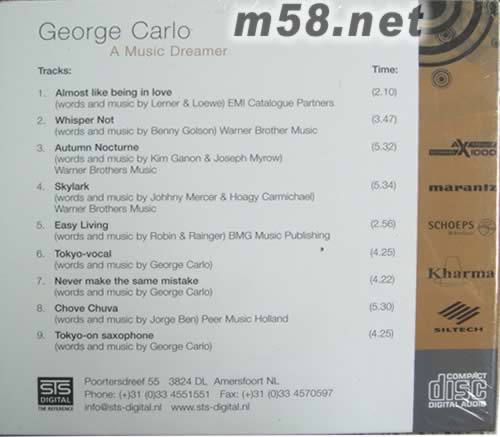 m58.net
George Carlo
A Music Dreamer
Tracks: Time:
1. Almost like being in love (2.10)
(words and music by Lerner & Loewe) EMI Catalogue Partners
2. Whisper Not (3.47)
(words and music by Benny Golson) Warner Brother Music
3. Autumn Nocturne (5.32)
(words and music by Kim Ganon & Joseph Myrow)
Warner Brothers Music
4. Skylark (5.34)
(words and music by Johhny Mercer & Hoagy Carmichael)
Warner Brothers Music
5. Easy Living (2.56)
(words and music by Robin & Rainger) BMG Music Publishing
6. Tokyo-vocal (4.25)
(words and music by George Carlo)
7. Never make the same mistake (4.22)
(words and music by George Carlo)
8. Chove Chuva (5.30)
(words and music by Jorge Ben) Peer Music Holland
9. Tokyo-on saxophone (4.25)
(words and music by George Carlo)
AX
1000
marantz
SCHOEPS
Kharma
SILTECH
STS
DIGITAL
THE REFERENCE
Poortersdreef 55 3824 DL Amersfoort NL
Phone: (+)31 (0)33 4551551 Fax: (+)31 (0)33 4570597
info@sts-digital.nl www.sts-digital.nl
COMPACT
disc
DIGITAL AUDIO